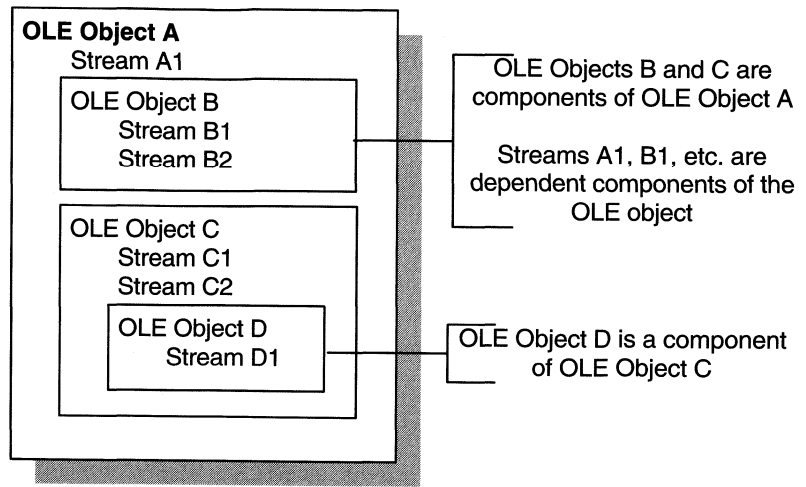 OLE Object A
Stream A1
OLE Object B
Stream B1
Stream B2
OLE Object C
Stream C1
Stream C2
OLE Object D
Stream D1
OLE Objects B and C are
components of OLE Object A
Streams A1, B1, etc. are
dependent components of the
OLE object
OLE Object D is a component
of OLE Object C